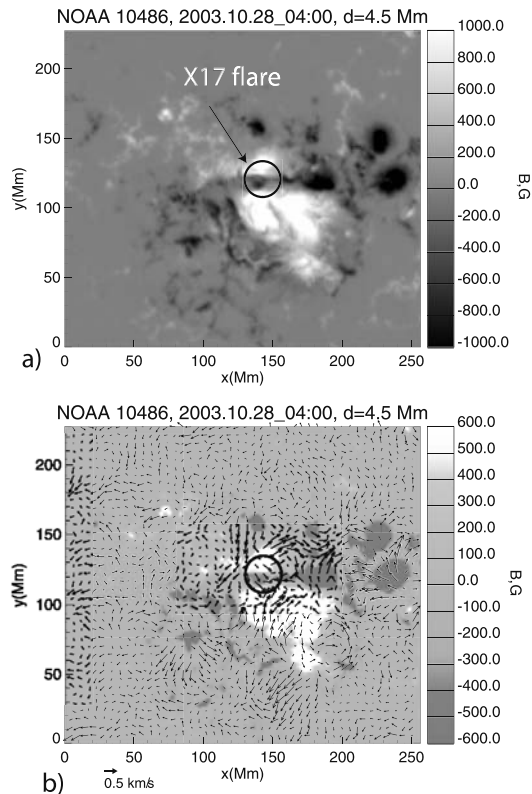 NOAA 10486, 2003.10.28_04:00, d=4.5 Mm
X17 flare
y(Mm)
200
150
100
50
0
0 50 100 150 200 250
x(Mm)
a)
1000.0
800.0
600.0
400.0
200.0
0.0
-200.0
-400.0
-600.0
-800.0
-1000.0
B,G
NOAA 10486, 2003.10.28_04:00, d=4.5 Mm
y(Mm)
200
150
100
50
0
0 50 100 150 200 250
x(Mm)
b)
0.5 km/s
600.0
500.0
400.0
300.0
200.0
100.0
0.0
-100.0
-200.0
-300.0
-400.0
-500.0
-600.0
B,G